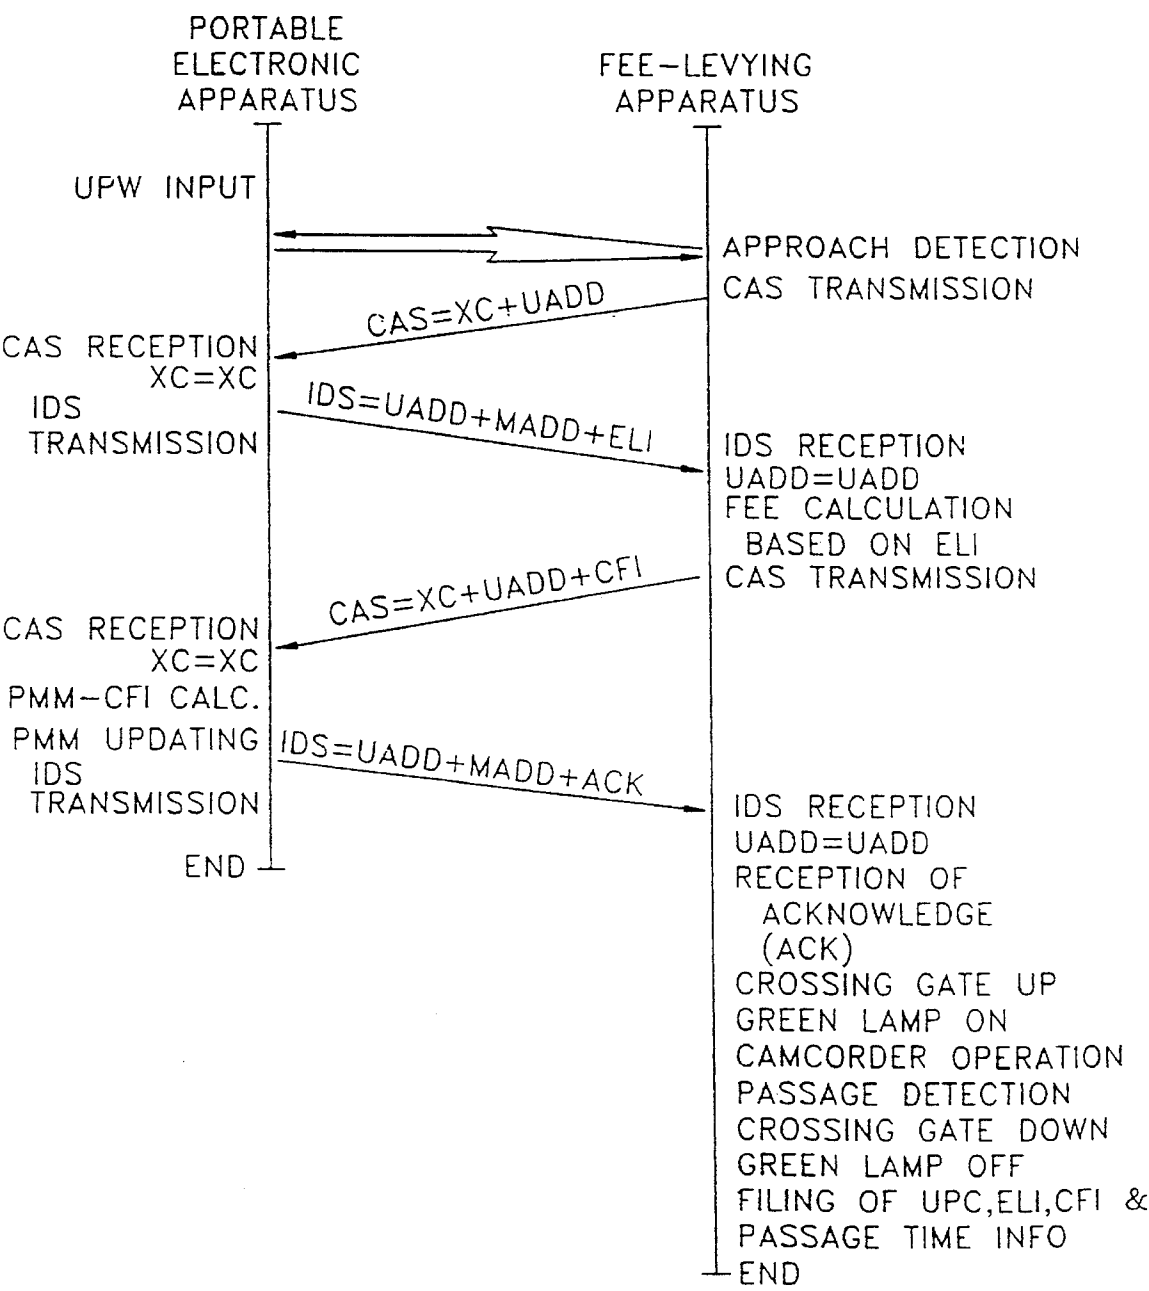 PORTABLE
ELECTRONIC
APPARATUS
FEE-LEVYING
APPARATUS
UPW INPUT
APPROACH DETECTION
CAS TRANSMISSION
CAS=XC+UADD
CAS RECEPTION
XC=XC
IDS
TRANSMISSION
IDS=UADD+MADD+ELI
IDS RECEPTION
UADD=UADD
FEE CALCULATION
BASED ON ELI
CAS TRANSMISSION
CAS=XC+UADD+CFI
CAS RECEPTION
XC=XC
PMM-CFI CALC.
PMM UPDATING
IDS
TRANSMISSION
IDS=UADD+MADD+ACK
END
IDS RECEPTION
UADD=UADD
RECEPTION OF
ACKNOWLEDGE
(ACK)
CROSSING GATE UP
GREEN LAMP ON
CAMCORDER OPERATION
PASSAGE DETECTION
CROSSING GATE DOWN
GREEN LAMP OFF
FILING OF UPC,ELI,CFI &
PASSAGE TIME INFO
END